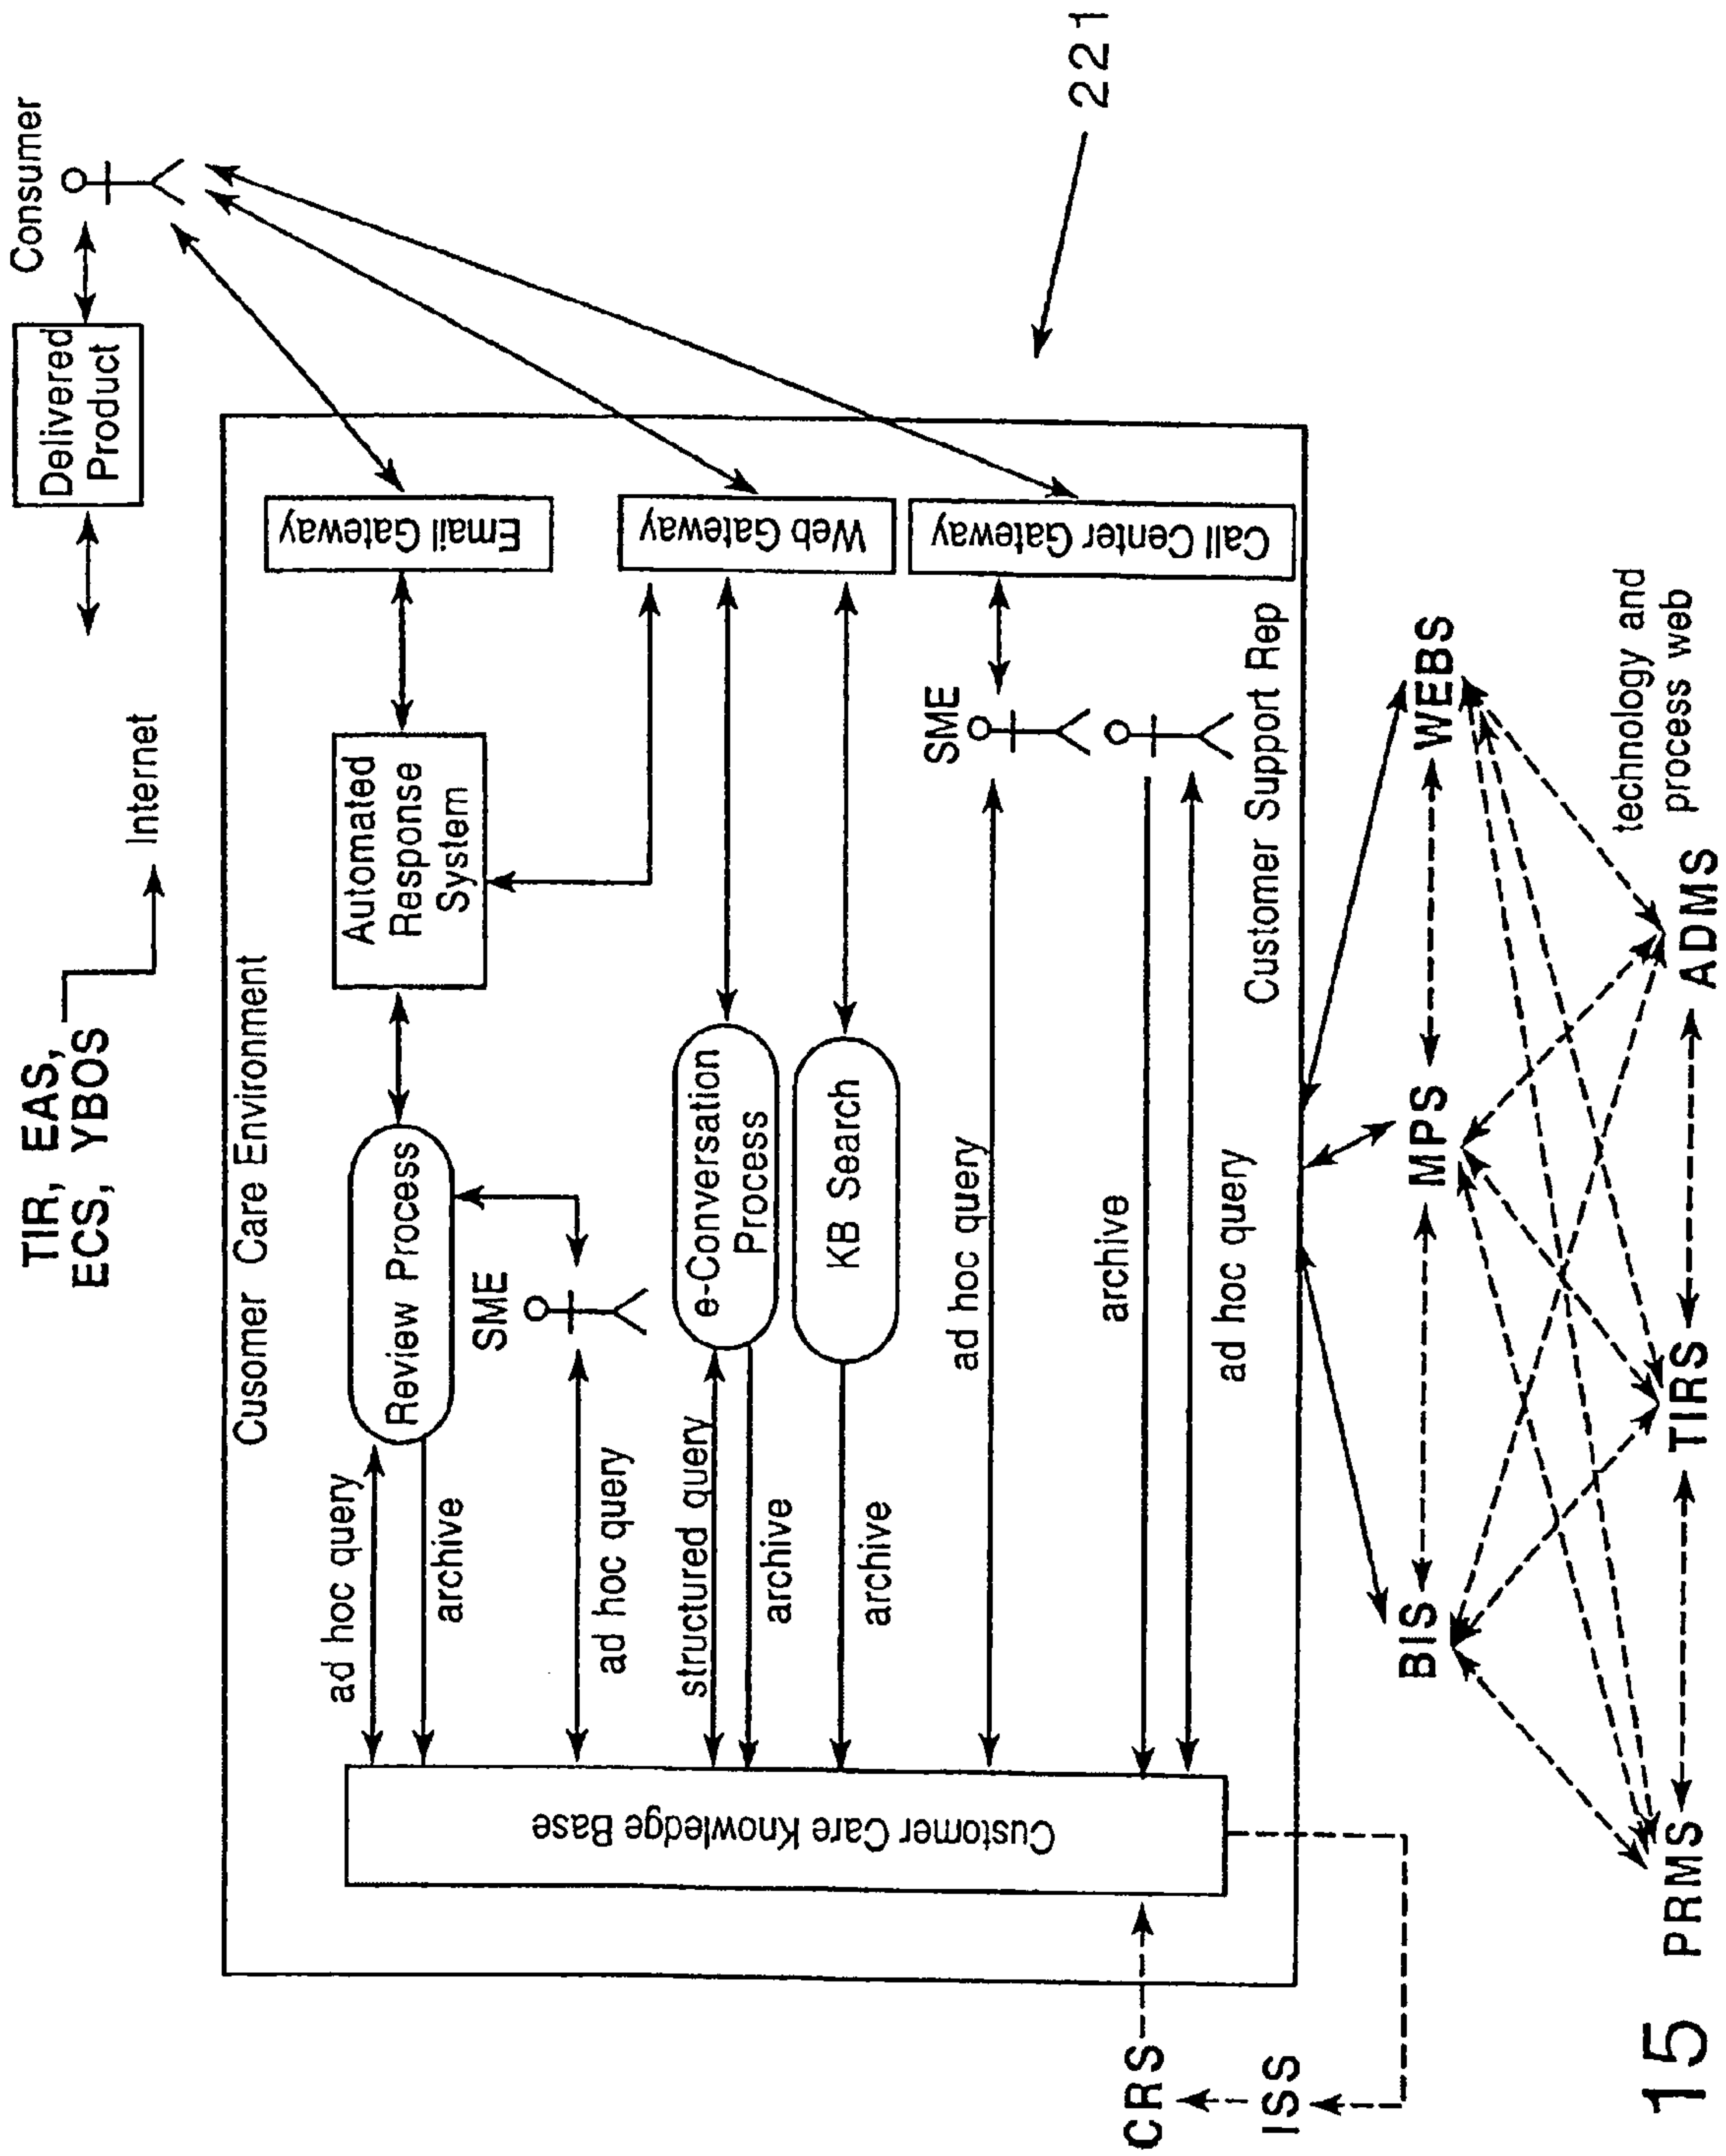 TIR, EAS,
ECS, YBOS
Internet
Delivered
Product
Consumer
Cusomer Care Environment
ad hoc query
archive
Review Process
Automated
Response
System
Email Gateway
SME
ad hoc query
structured query
archive
e-Conversation
Process
Web Gateway
archive
KB Search
Customer Care Knowledge Base
ad hoc query
SME
Call Center Gateway
archive
ad hoc query
Customer Support Rep
221
CRS
ISS
BIS
MPS
WEBS
technology and
process web
PRMS
TIRS
ADMS
15